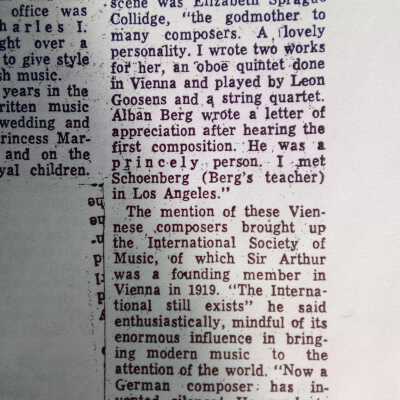 office was
harles I.
ght over a
to give style
sh music.
years in the
ritten music
wedding and
rincess Mar-
and on the
yal children.
scene was Elizabeth Sprague
Collidge, "the godmother to
many composers. A lovely
personality. I wrote two works
for her, an oboe quintet done
in Vienna and played by Leon
Goosens and a string quartet.
Alban Berg wrote a letter of
appreciation after hearing the
first composition. He was a
princely person. I met
Schoenberg (Berg's teacher)
in Los Angeles."
The mention of these Vien-
nese composers brought up
the International Society of
Music, of which Sir Arthur
was a founding member in
Vienna in 1919. "The Interna-
tional still exists" he said
enthusiastically, mindful of its
enormous influence in bring-
ing modern music to the
attention of the world. "Now a
German composer has in-